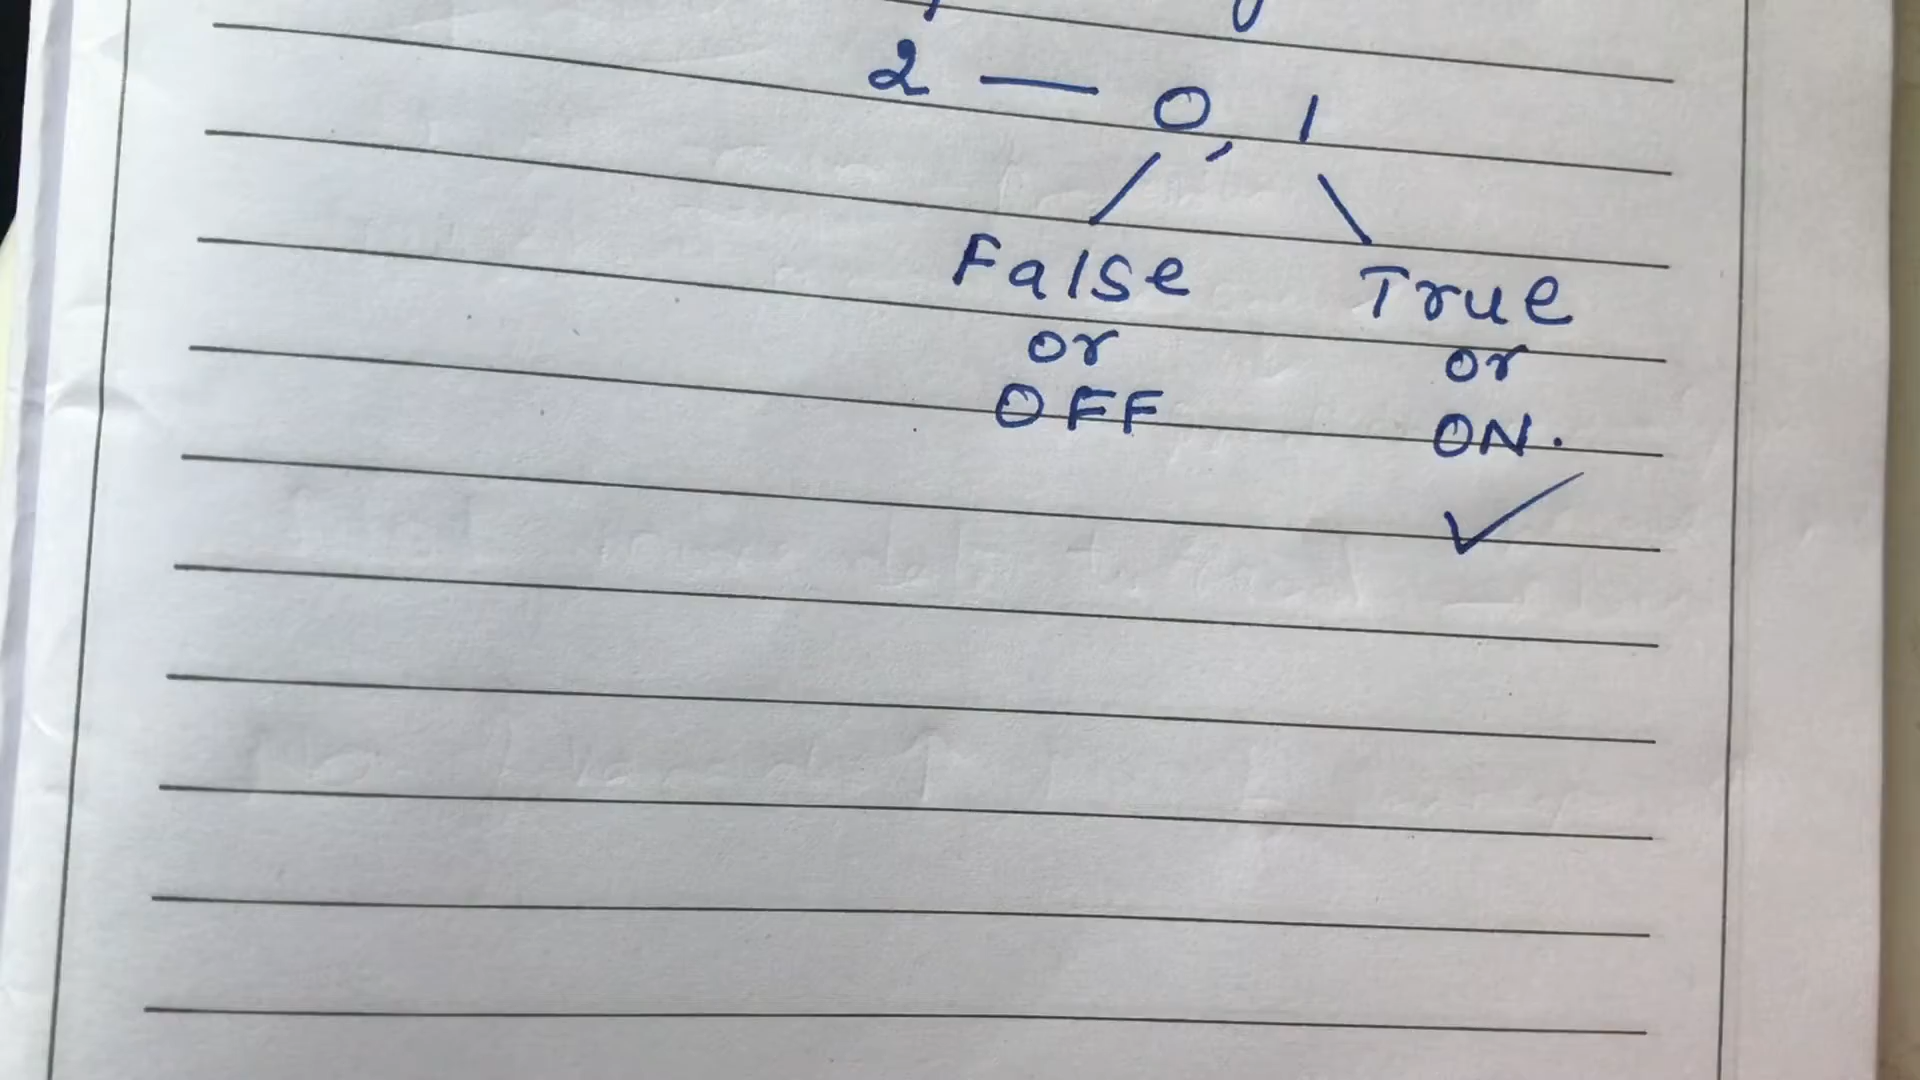 2 — 0, 1
False True
or or
OFF ON.